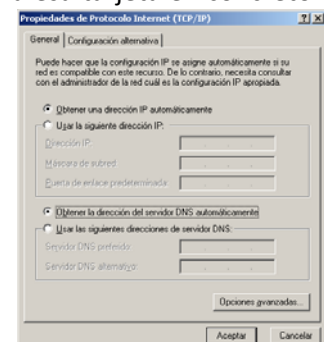 Propiedades de Protocolo Internet (TCP/IP)
General
Configuración alternativa
Puede hacer que la configuración IP se asigne automáticamente si su
red es compatible con este recurso. De lo contrario, necesita consultar
con el administrador de la red cuál es la configuración IP apropiada.
Obtener una dirección IP automáticamente
Usar la siguiente dirección IP:
Dirección IP:
Máscara de subred:
Puerta de enlace predeterminada:
Obtener la dirección del servidor DNS automáticamente
Usar las siguientes direcciones de servidor DNS:
Servidor DNS preferido:
Servidor DNS alternativo:
Opciones avanzadas...
Aceptar
Cancelar